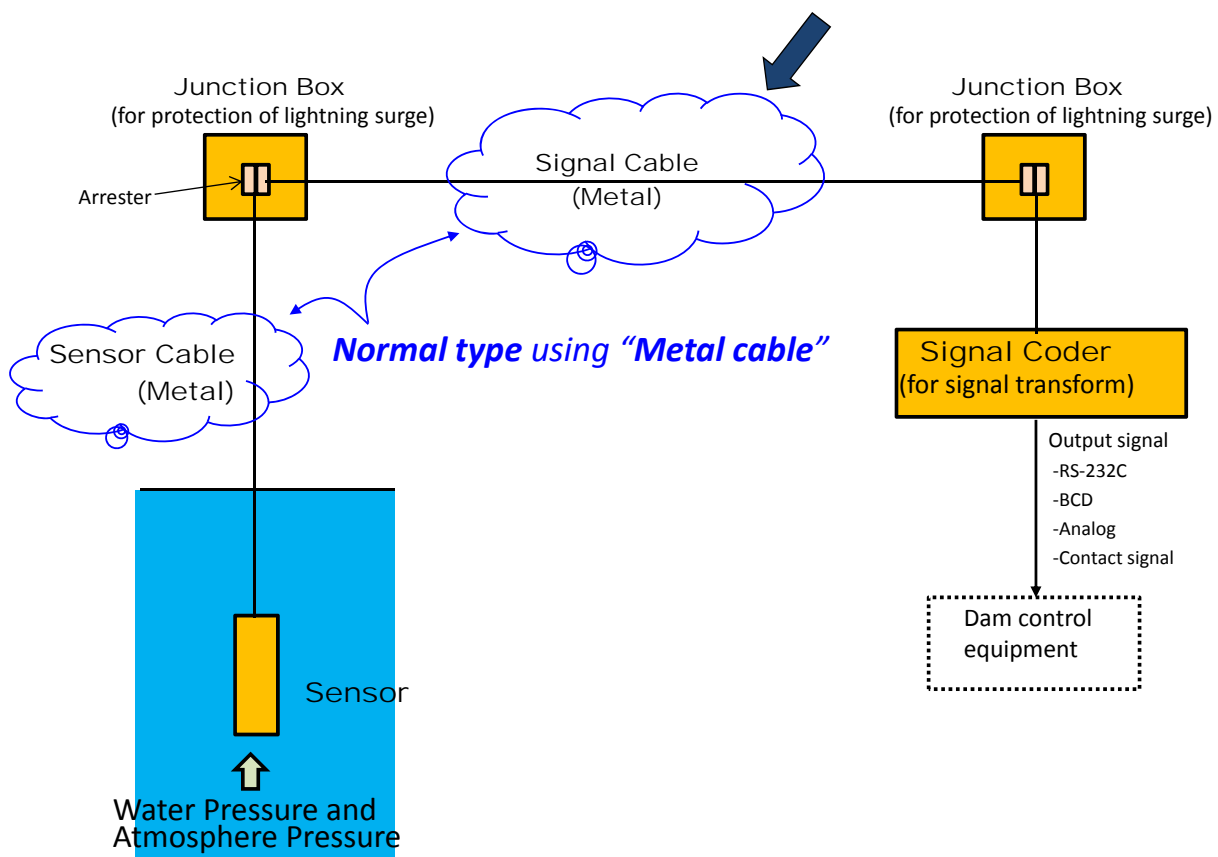 Junction Box
(for protection of lightning surge)
Junction Box
(for protection of lightning surge)
Signal Cable
(Metal)
Arrester
Sensor Cable
(Metal)
Normal type using “Metal cable”
Signal Coder
(for signal transform)
Output signal
-RS-232C
-BCD
-Analog
-Contact signal
Dam control
equipment
Sensor
Water Pressure and
Atmosphere Pressure